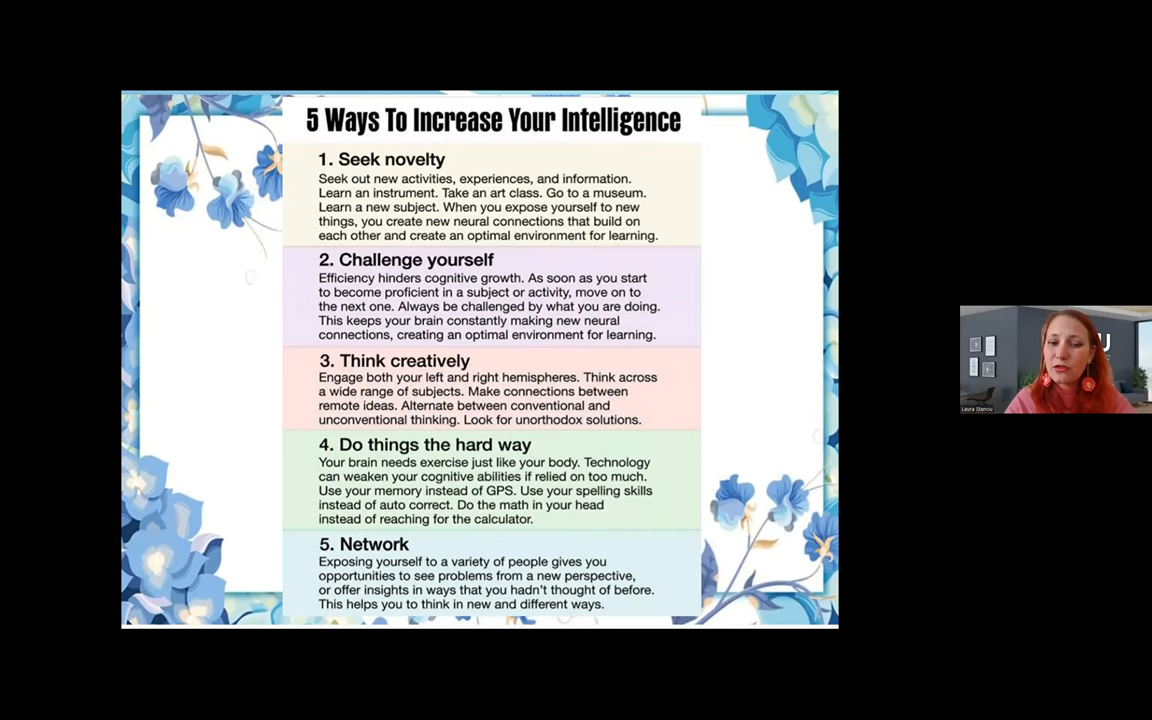 5 Ways To Increase Your Intelligence
1. Seek novelty
Seek out new activities, experiences, and information.
Learn an instrument. Take an art class. Go to a museum.
Learn a new subject. When you expose yourself to new
things, you create new neural connections that build on
each other and create an optimal environment for learning.
2. Challenge yourself
Efficiency hinders cognitive growth. As soon as you start
to become proficient in a subject or activity, move on to
the next one. Always be challenged by what you are doing.
This keeps your brain constantly making new neural
connections, creating an optimal environment for learning.
3. Think creatively
Engage both your left and right hemispheres. Think across
a wide range of subjects. Make connections between
remote ideas. Alternate between conventional and
unconventional thinking. Look for unorthodox solutions.
4. Do things the hard way
Your brain needs exercise just like your body. Technology
can weaken your cognitive abilities if relied on too much.
Use your memory instead of GPS. Use your spelling skills
instead of auto correct. Do the math in your head
instead of reaching for the calculator.
5. Network
Exposing yourself to a variety of people gives you
opportunities to see problems from a new perspective,
or offer insights in ways that you hadn't thought of before.
This helps you to think in new and different ways.
U
Laura Stanciu